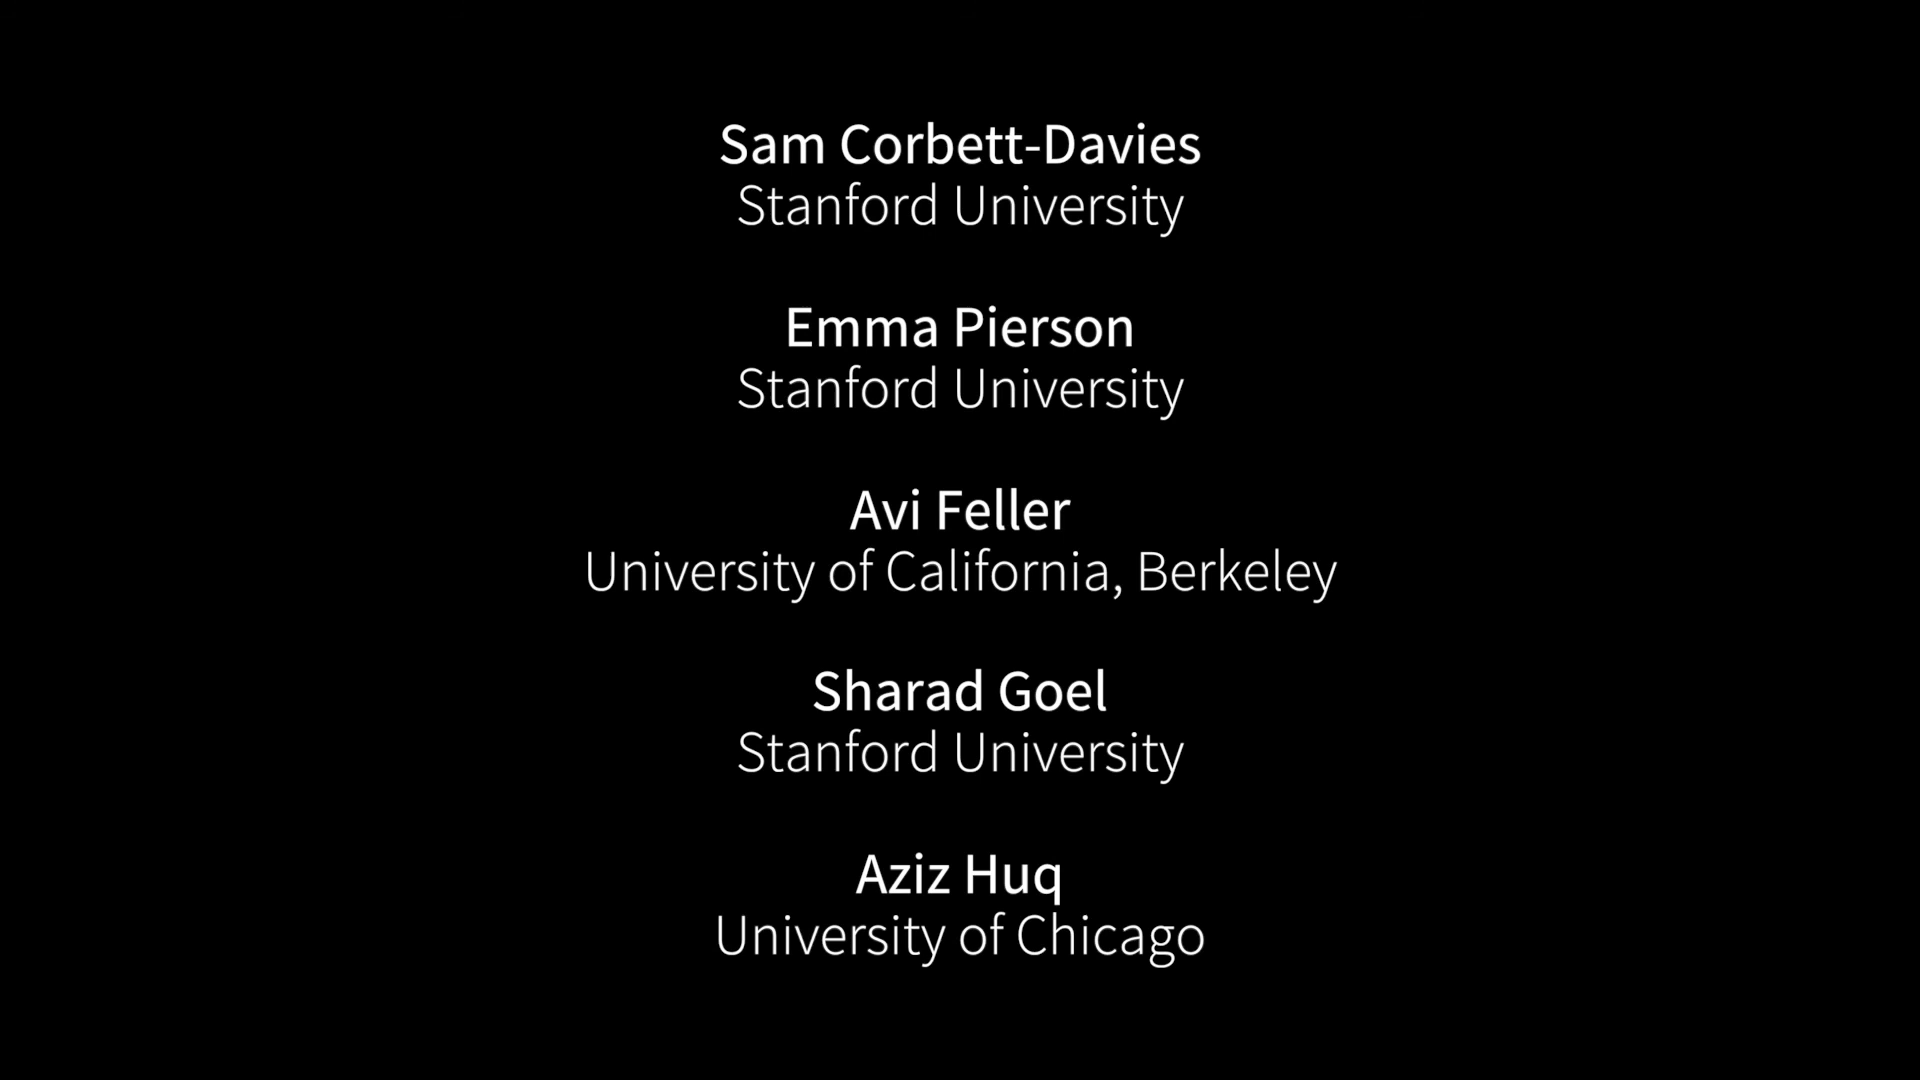 Sam Corbett-Davies
Stanford University
Emma Pierson
Stanford University
Avi Feller
University of California, Berkeley
Sharad Goel
Stanford University
Aziz Huq
University of Chicago